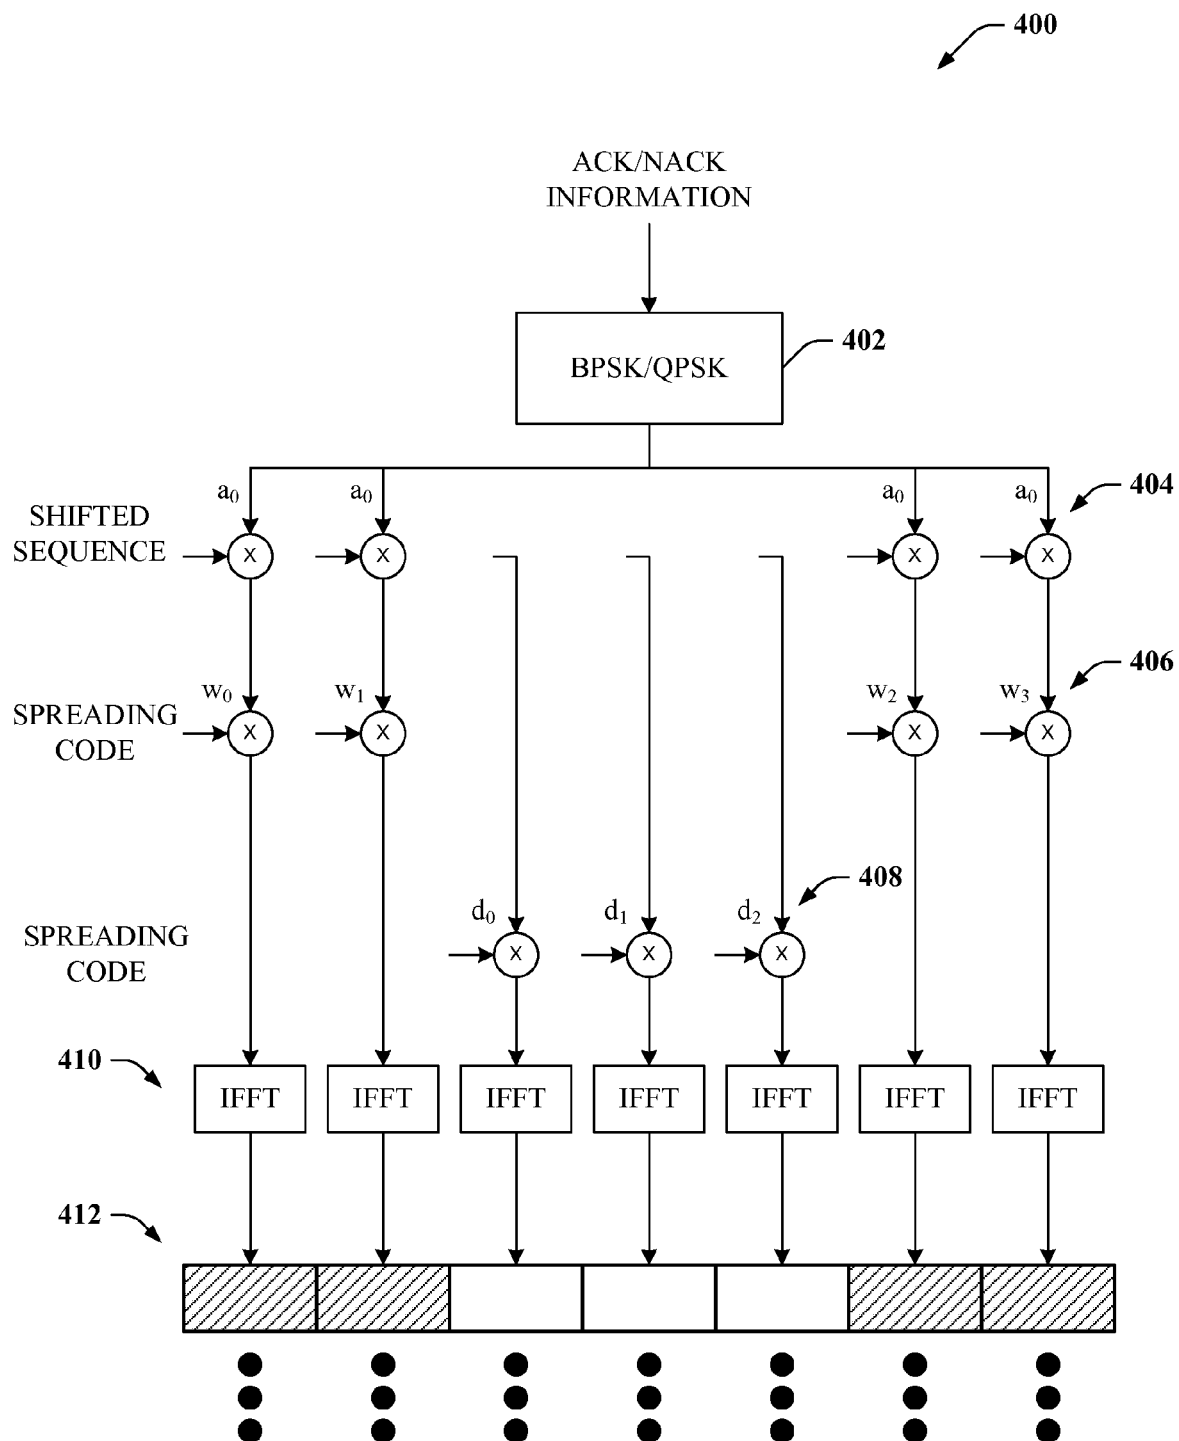 400
ACK/NACK
INFORMATION
BPSK/QPSK
402
a₀ a₀ a₀ a₀
404
SHIFTED
SEQUENCE
X X X X
406
w₀ w₁ w₂ w₃
SPREADING
CODE
X X X X
408
d₀ d₁ d₂
SPREADING
CODE
X X X
410
IFFT IFFT IFFT IFFT IFFT IFFT IFFT
412